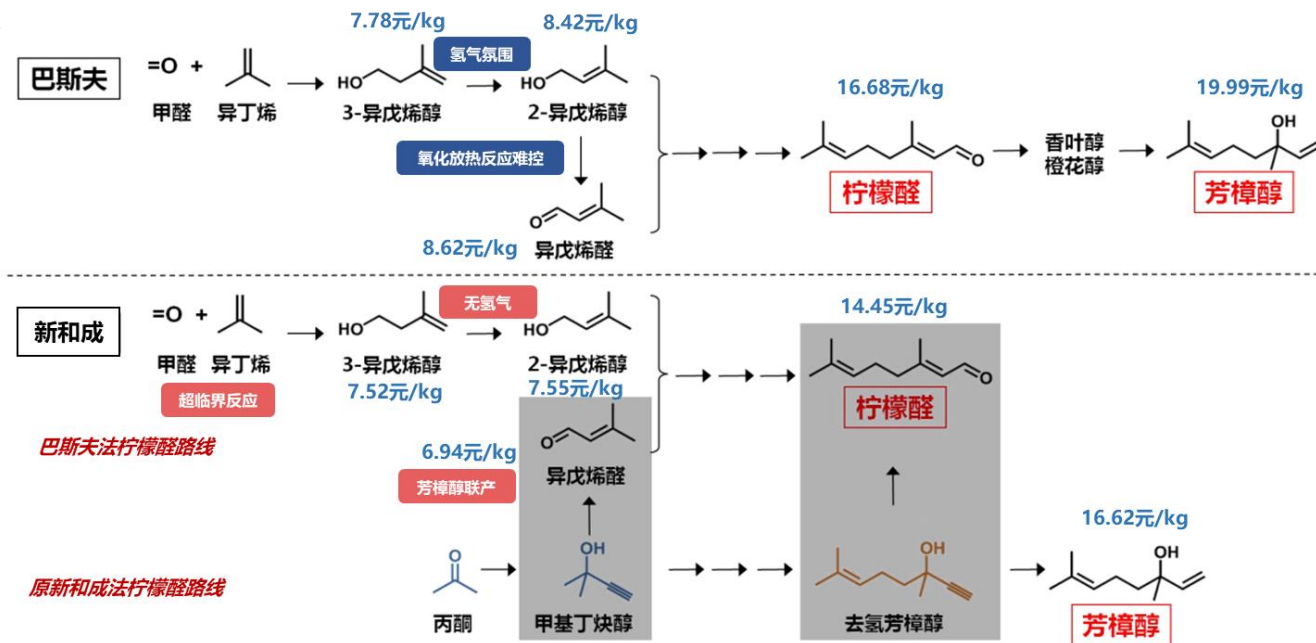 7.78元/kg
8.42元/kg
氢气氛围
巴斯夫
=O +
HO
HO
甲醛
异丁烯
3-异戊烯醇
2-异戊烯醇
氧化放热反应难控
O
8.62元/kg
异戊烯醛
16.68元/kg
O
柠檬醛
香叶醇
橙花醇
19.99元/kg
OH
芳樟醇
新和成
=O +
HO
无氢气
HO
甲醛
异丁烯
3-异戊烯醇
2-异戊烯醇
超临界反应
7.52元/kg
7.55元/kg
14.45元/kg
O
柠檬醛
巴斯夫法柠檬醛路线
6.94元/kg
O
芳樟醇联产
异戊烯醛
原新和成法柠檬醛路线
O
丙酮
OH
甲基丁炔醇
OH
去氢芳樟醇
16.62元/kg
OH
芳樟醇